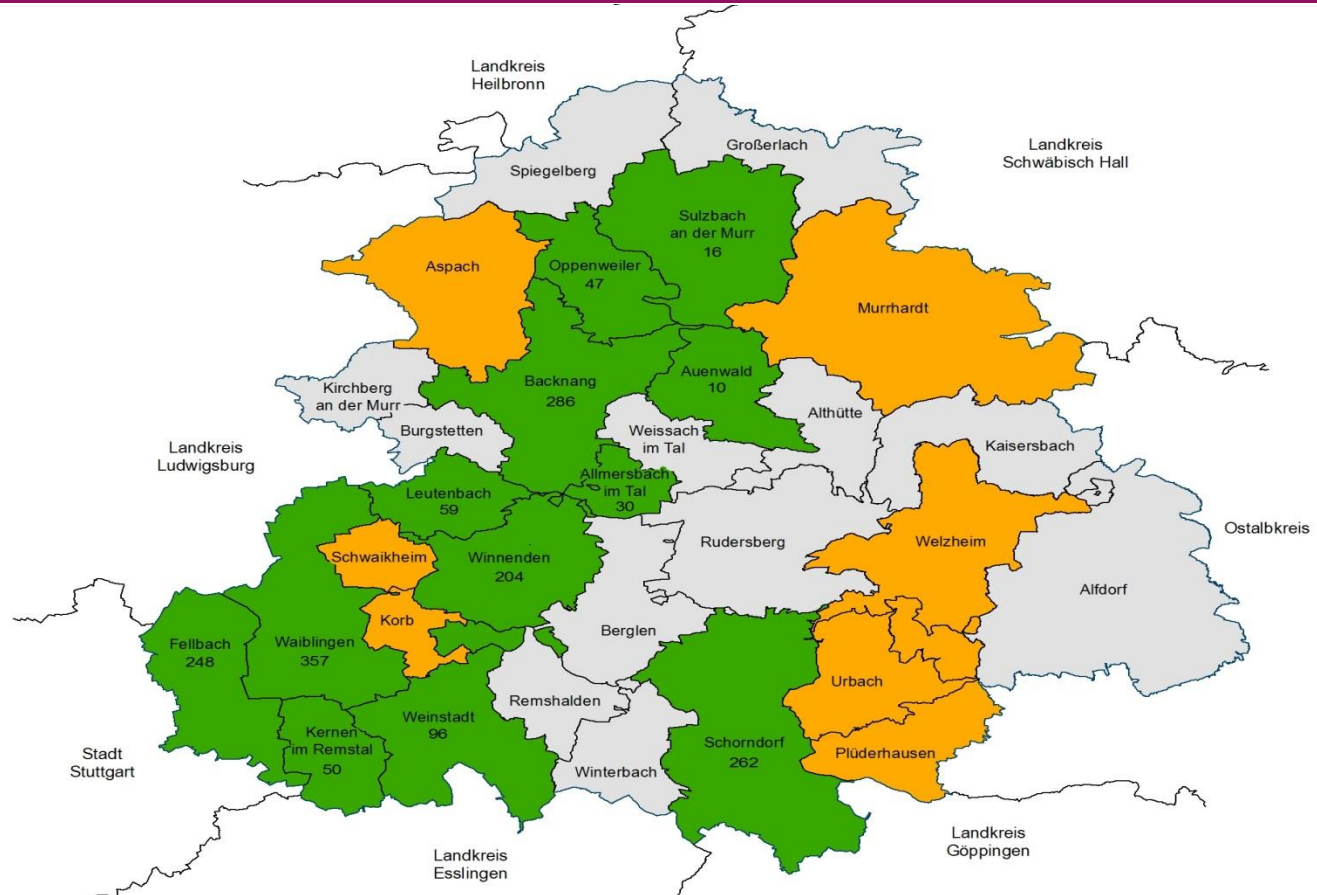 Landkreis
Heilbronn
Großerlach
Landkreis
Schwäbisch Hall
Spiegelberg
Sulzbach
an der Murr
16
Aspach
Oppenweiler
47
Murrhardt
Kirchberg
an der Murr
Backnang
286
Auenwald
10
Althütte
Burgstetten
Weissach
im Tal
Kaisersbach
Landkreis
Ludwigsburg
Leutenbach
59
Allmersbach
im Tal
30
Schwaikheim
Winnenden
204
Rudersberg
Welzheim
Ostalbkreis
Alfdorf
Korb
Berglen
Fellbach
248
Waiblingen
357
Urbach
Remshalden
Weinstadt
96
Kernen
im Remstal
50
Schorndorf
262
Plüderhausen
Stadt
Stuttgart
Winterbach
Landkreis
Esslingen
Landkreis
Göppingen